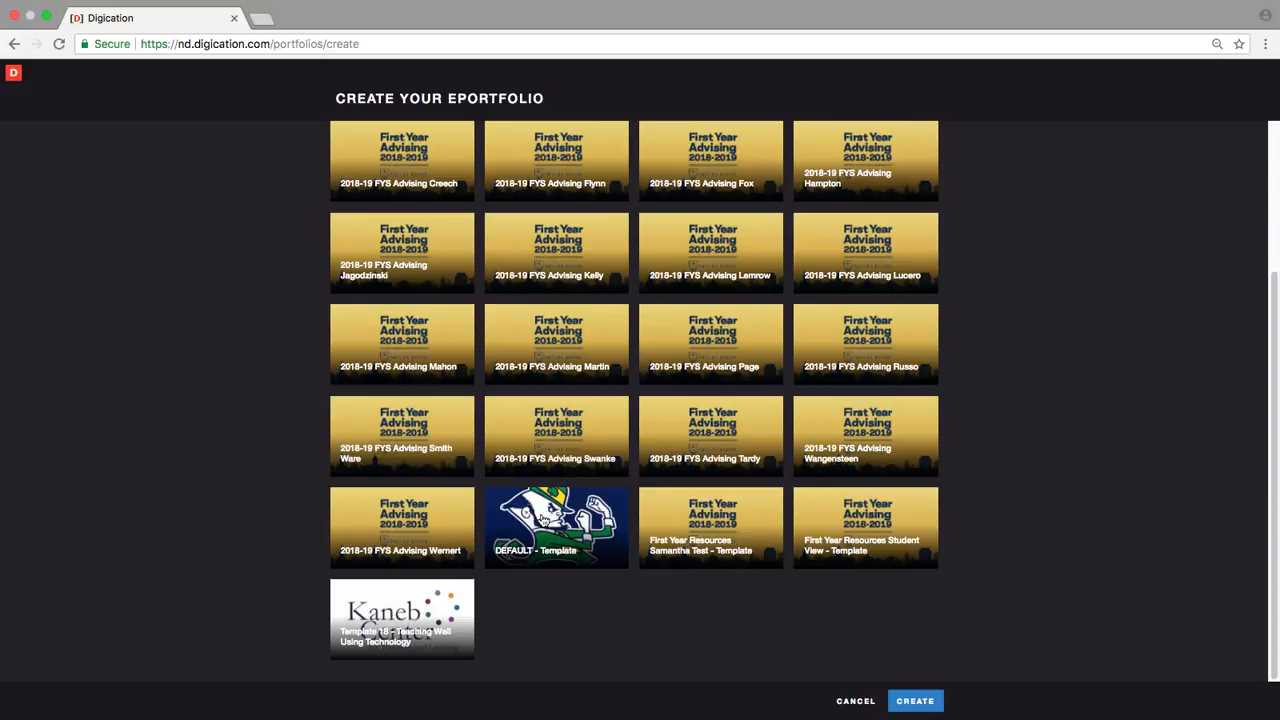 [D] Digication
Secure
https://nd.digication.com/portfolios/create
D
CREATE YOUR EPORTFOLIO
First Year
Advising
2018-2019
2018-19 FYS Advising Creech
First Year
Advising
2018-2019
2018-19 FYS Advising Flynn
First Year
Advising
2018-2019
2018-19 FYS Advising Fox
First Year
Advising
2018-2019
2018-19 FYS Advising
Hampton
First Year
Advising
2018-2019
2018-19 FYS Advising
Jagodzinski
First Year
Advising
2018-2019
2018-19 FYS Advising Kelly
First Year
Advising
2018-2019
2018-19 FYS Advising Lemrow
First Year
Advising
2018-2019
2018-19 FYS Advising Lucero
First Year
Advising
2018-2019
2018-19 FYS Advising Mahon
First Year
Advising
2018-2019
2018-19 FYS Advising Martin
First Year
Advising
2018-2019
2018-19 FYS Advising Page
First Year
Advising
2018-2019
2018-19 FYS Advising Russo
First Year
Advising
2018-2019
2018-19 FYS Advising Smith
Ware
First Year
Advising
2018-2019
2018-19 FYS Advising Swanke
First Year
Advising
2018-2019
2018-19 FYS Advising Tardy
First Year
Advising
2018-2019
2018-19 FYS Advising
Wangensteen
First Year
Advising
2018-2019
2018-19 FYS Advising Wernert
DEFAULT - Template
First Year
Advising
2018-2019
First Year Resources
Samantha Test - Template
First Year
Advising
2018-2019
First Year Resources Student
View - Template
Kaneb
Center
Template 18 - Teaching Well
Using Technology
CANCEL
CREATE